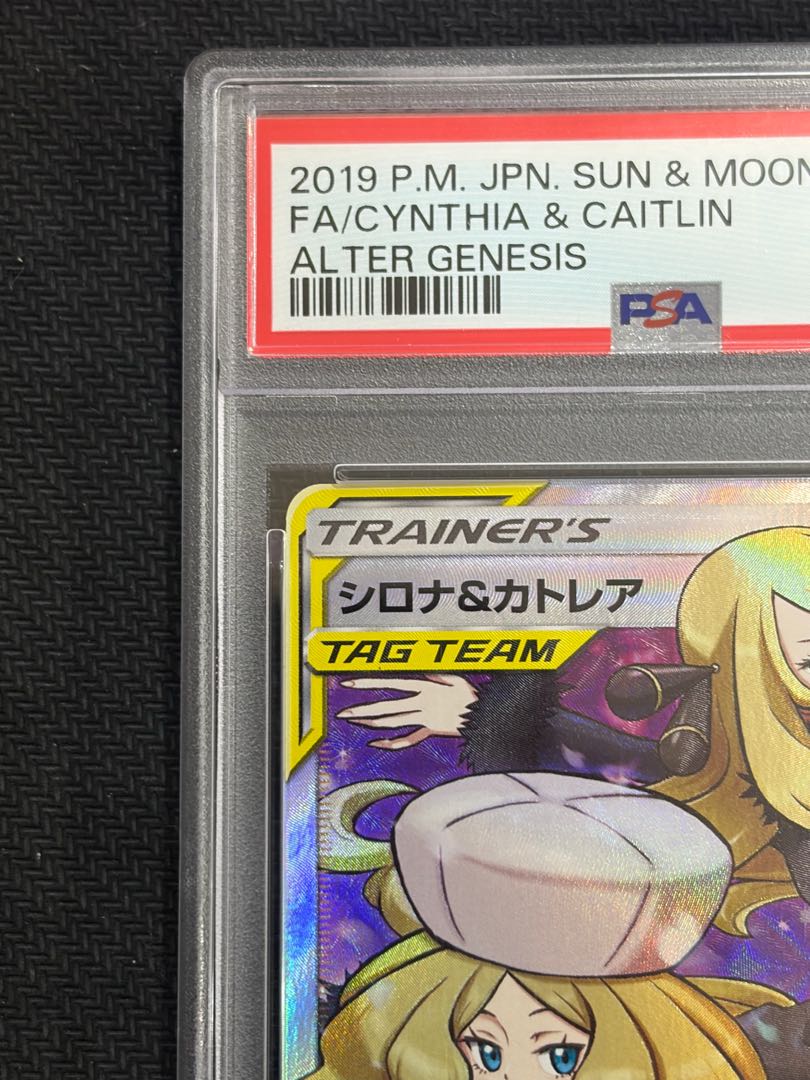 2019 P.M. JPN. SUN & MOON
FA/CYNTHIA & CAITLIN
ALTER GENESIS
PSA
TRAINER'S
シロナ&カトレア
TAG TEAM